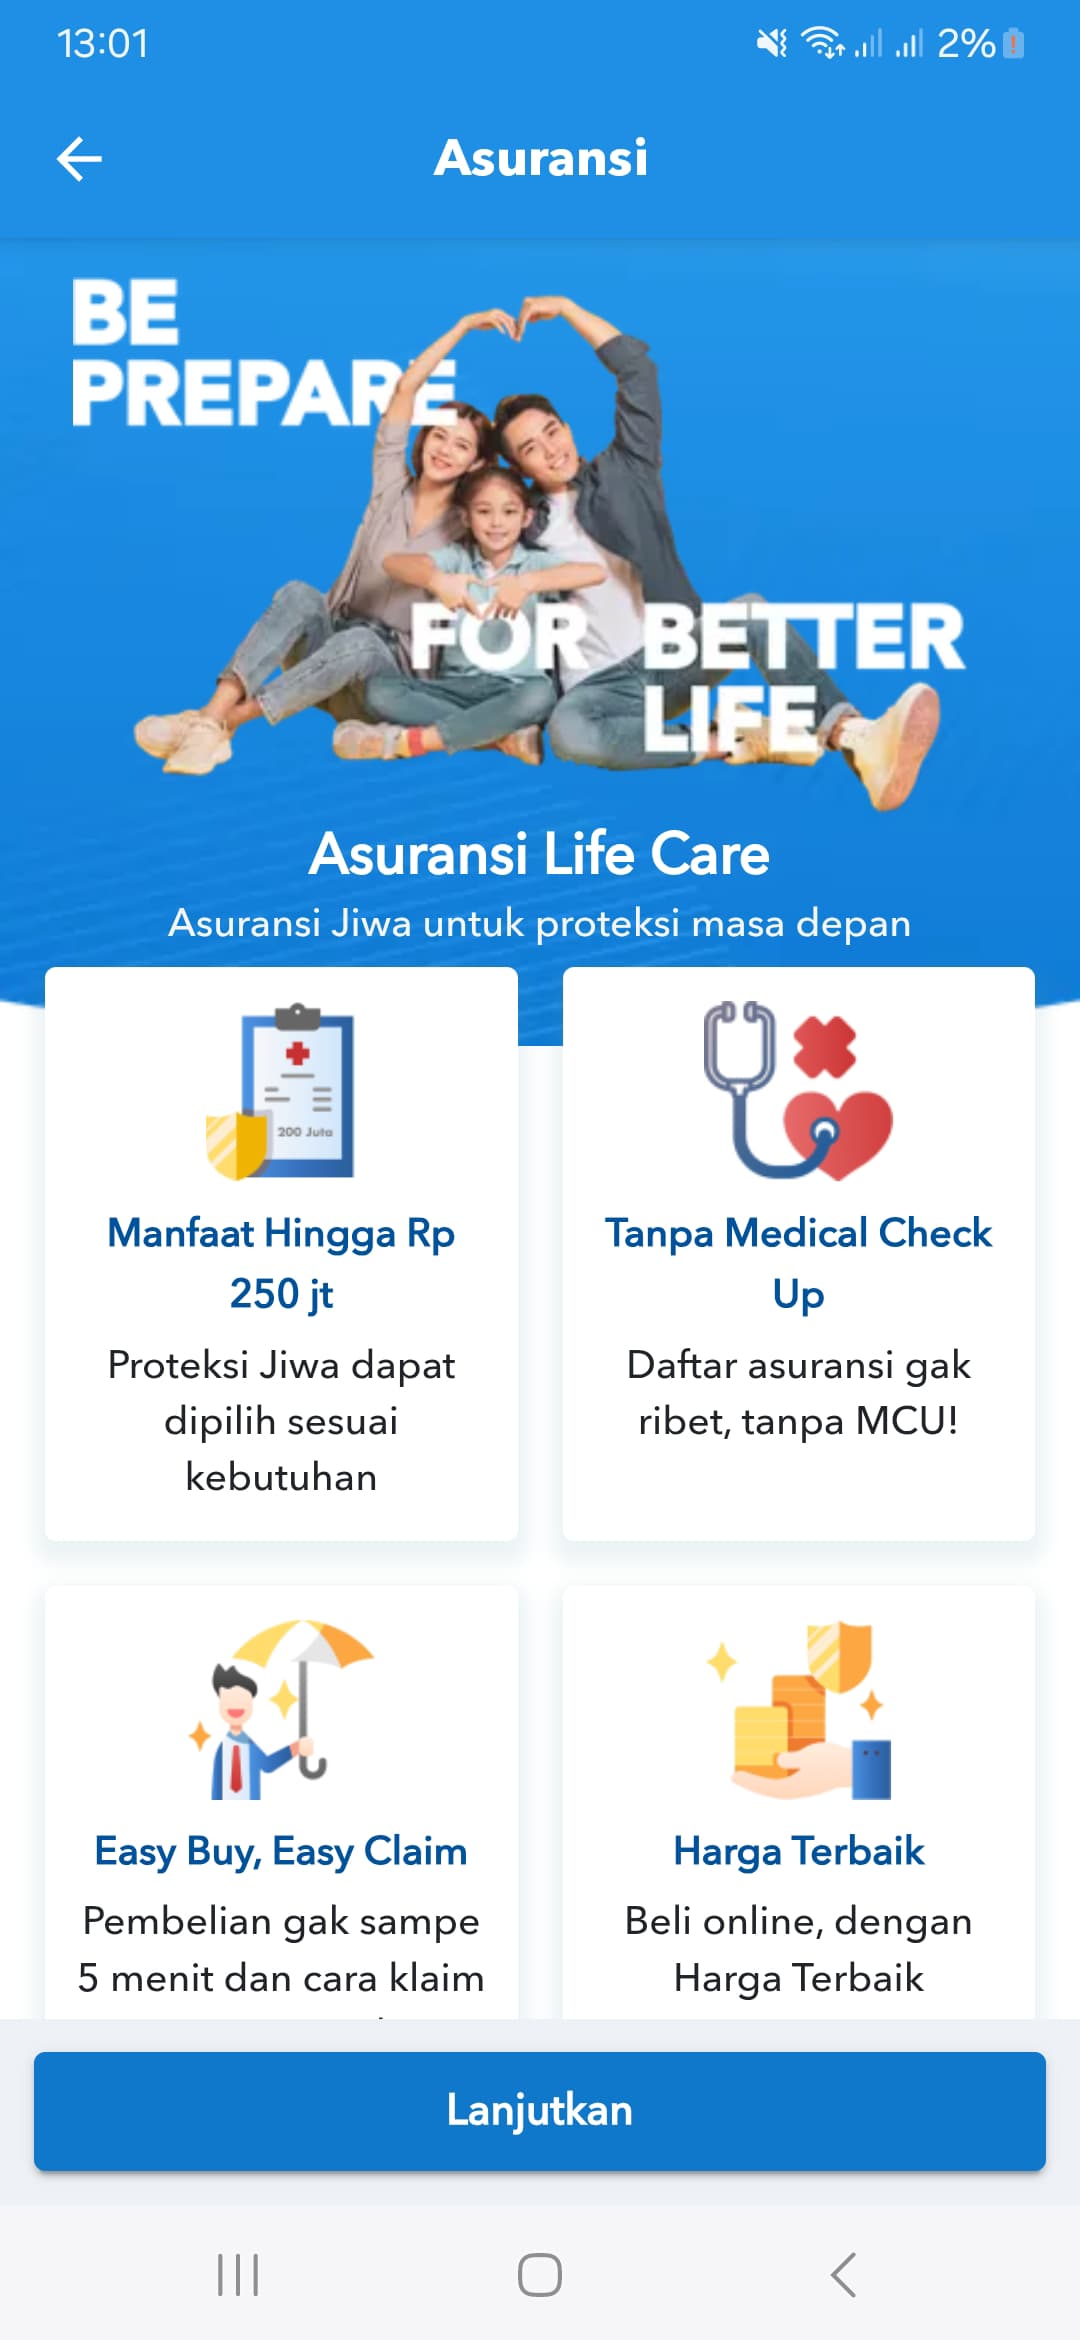 13:01
2%
Asuransi
BE
PREPARE
FOR BETTER
LIFE
Asuransi Life Care
Asuransi Jiwa untuk proteksi masa depan
200 Juta
Manfaat Hingga Rp
250 jt
Proteksi Jiwa dapat
dipilih sesuai
kebutuhan
Tanpa Medical Check
Up
Daftar asuransi gak
ribet, tanpa MCU!
Easy Buy, Easy Claim
Pembelian gak sampe
5 menit dan cara klaim
Harga Terbaik
Beli online, dengan
Harga Terbaik
Lanjutkan